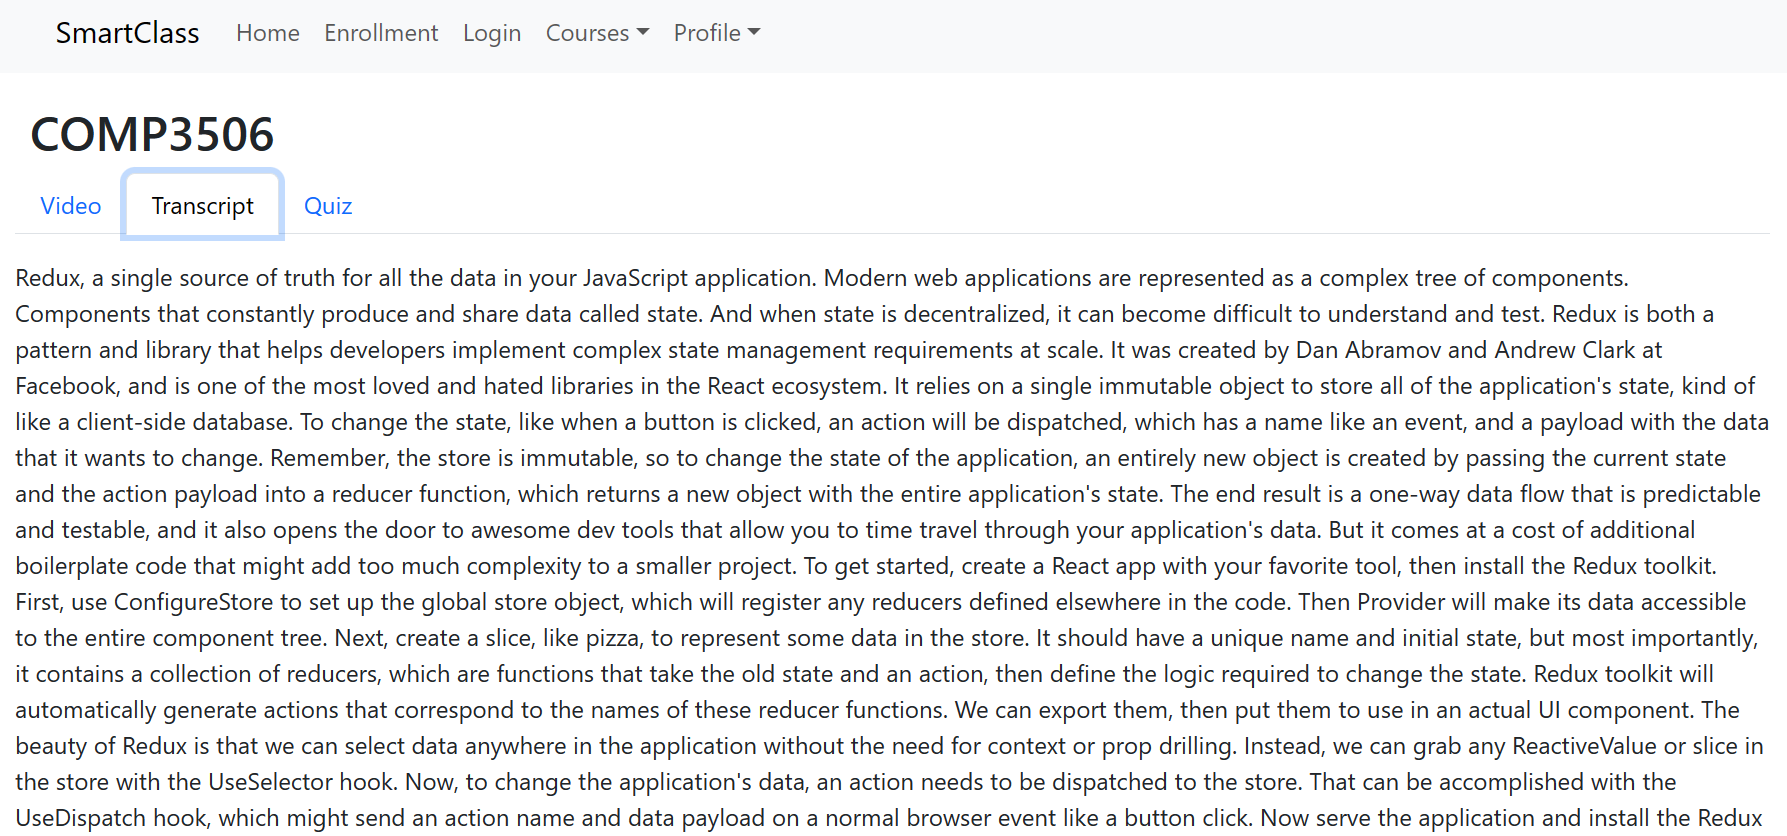 SmartClass Home Enrollment Login Courses Profile
COMP3506
Video Transcript Quiz
Redux, a single source of truth for all the data in your JavaScript application. Modern web applications are represented as a complex tree of components.
Components that constantly produce and share data called state. And when state is decentralized, it can become difficult to understand and test. Redux is both a
pattern and library that helps developers implement complex state management requirements at scale. It was created by Dan Abramov and Andrew Clark at
Facebook, and is one of the most loved and hated libraries in the React ecosystem. It relies on a single immutable object to store all of the application's state, kind of
like a client-side database. To change the state, like when a button is clicked, an action will be dispatched, which has a name like an event, and a payload with the data
that it wants to change. Remember, the store is immutable, so to change the state of the application, an entirely new object is created by passing the current state
and the action payload into a reducer function, which returns a new object with the entire application's state. The end result is a one-way data flow that is predictable
and testable, and it also opens the door to awesome dev tools that allow you to time travel through your application's data. But it comes at a cost of additional
boilerplate code that might add too much complexity to a smaller project. To get started, create a React app with your favorite tool, then install the Redux toolkit.
First, use ConfigureStore to set up the global store object, which will register any reducers defined elsewhere in the code. Then Provider will make its data accessible
to the entire component tree. Next, create a slice, like pizza, to represent some data in the store. It should have a unique name and initial state, but most importantly,
it contains a collection of reducers, which are functions that take the old state and an action, then define the logic required to change the state. Redux toolkit will
automatically generate actions that correspond to the names of these reducer functions. We can export them, then put them to use in an actual UI component. The
beauty of Redux is that we can select data anywhere in the application without the need for context or prop drilling. Instead, we can grab any ReactiveValue or slice in
the store with the UseSelector hook. Now, to change the application's data, an action needs to be dispatched to the store. That can be accomplished with the
UseDispatch hook, which might send an action name and data payload on a normal browser event like a button click. Now serve the application and install the Redux